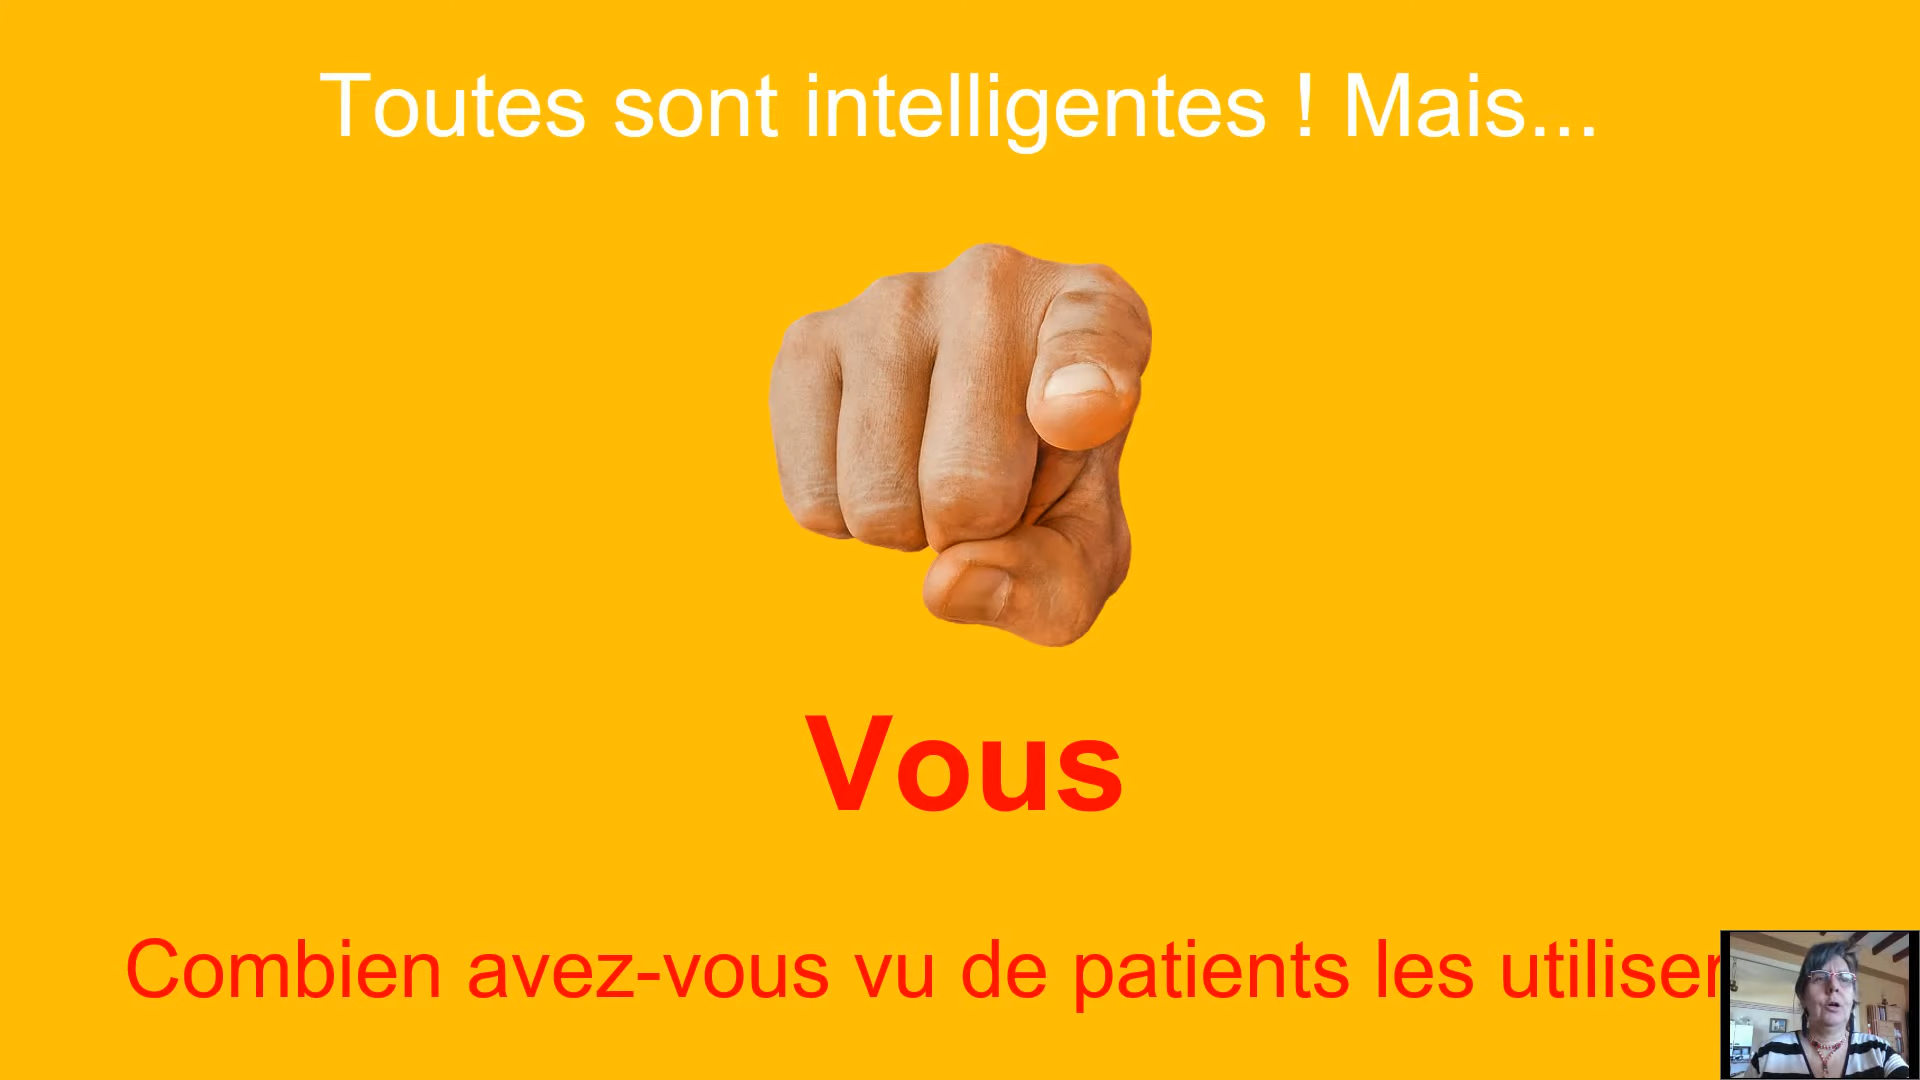 Toutes sont intelligentes ! Mais...
Vous
Combien avez-vous vu de patients les utiliser